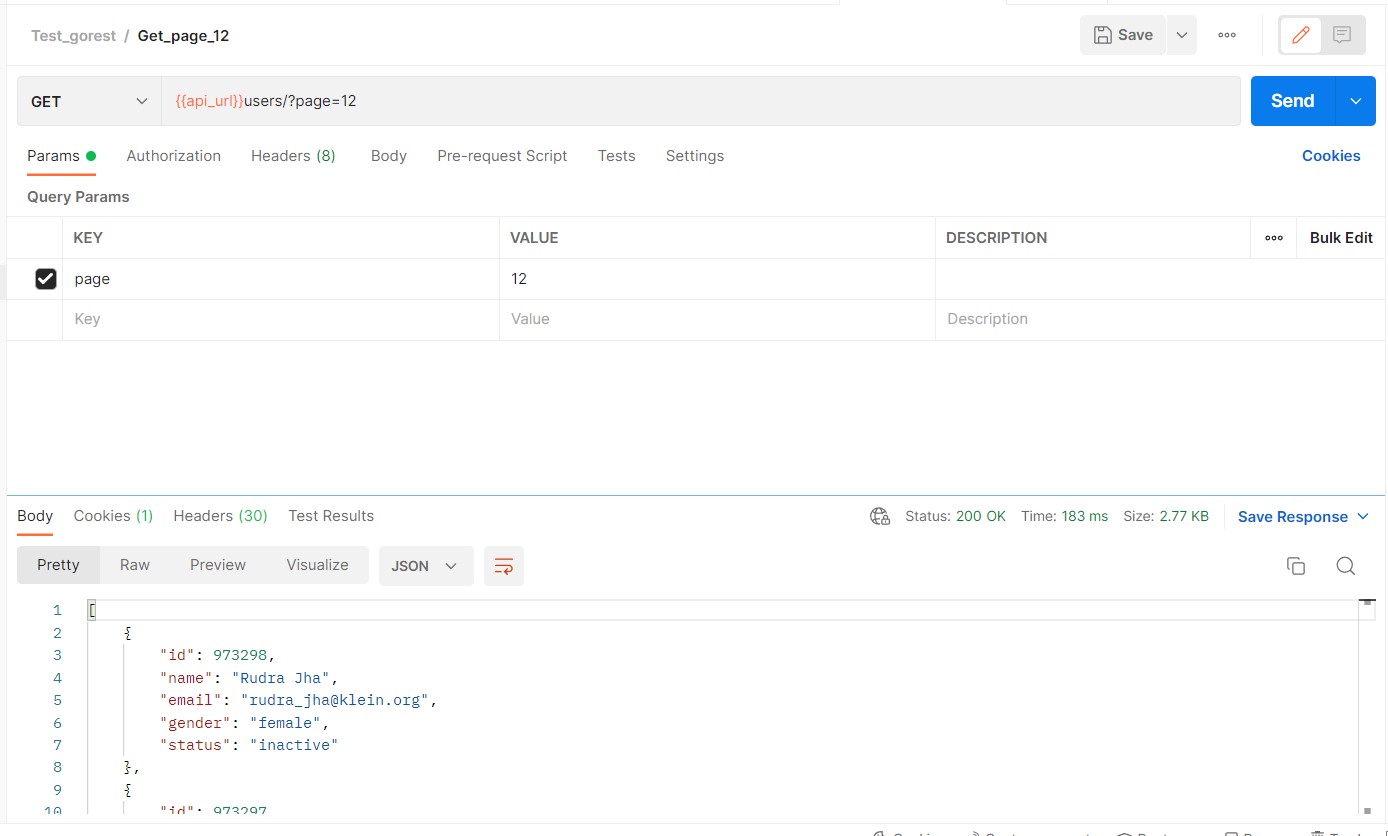 Test_gorest / Get_page_12
Save
GET {{api_url}}users/?page=12 Send
Params Authorization Headers (8) Body Pre-request Script Tests Settings Cookies
Query Params
KEY VALUE DESCRIPTION Bulk Edit
page 12
Key Value Description
Body Cookies (1) Headers (30) Test Results Status: 200 OK Time: 183 ms Size: 2.77 KB Save Response
Pretty Raw Preview Visualize JSON
1 [
2 {
3 "id": 973298,
4 "name": "Rudra Jha",
5 "email": "rudra_jha@klein.org",
6 "gender": "female",
7 "status": "inactive"
8 },
9 {
10 "id": 973297